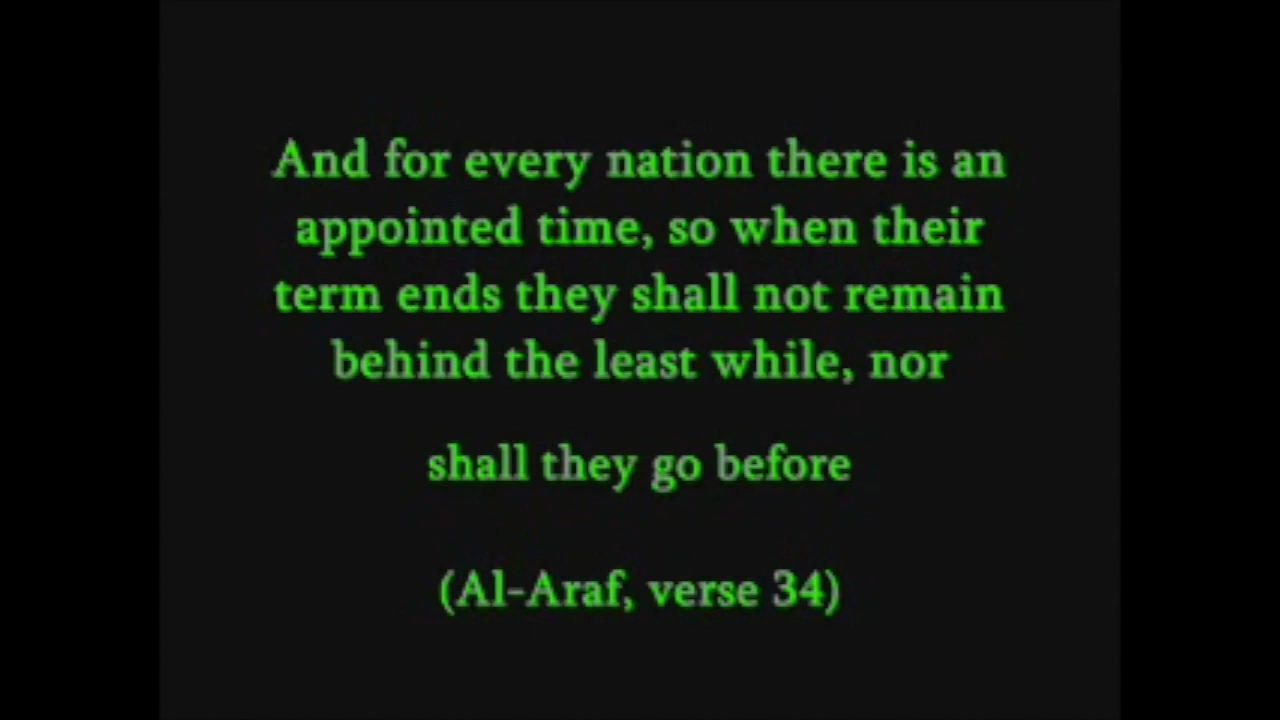 And for every nation there is an
appointed time, so when their
term ends they shall not remain
behind the least while, nor
shall they go before
(Al-Araf, verse 34)